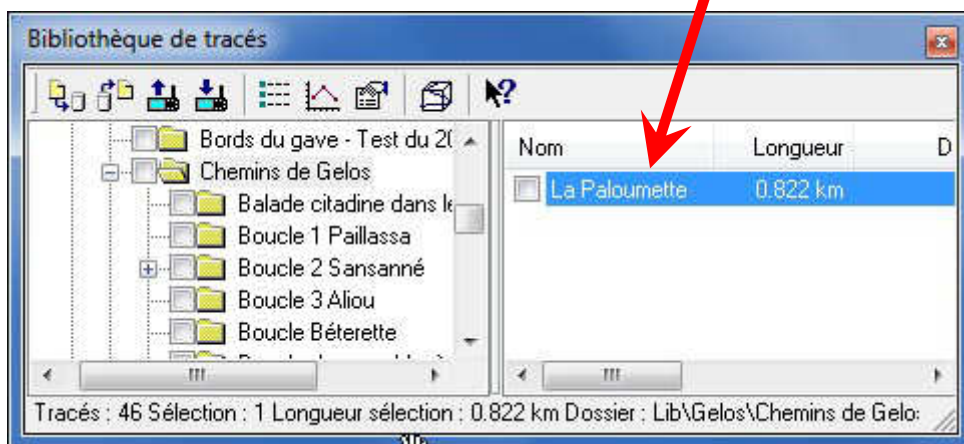 Bibliothèque de tracés
Bords du gave - Test du 20
Chemins de Gelos
Balade citadine dans le
Boucle 1 Paillassa
Boucle 2 Sansanné
Boucle 3 Aliou
Boucle Béterette
Nom Longueur D
La Paloumette 0.822 km
Tracés : 46 Sélection : 1 Longueur sélection : 0.822 km Dossier : Lib\Gelos\Chemins de Gelo